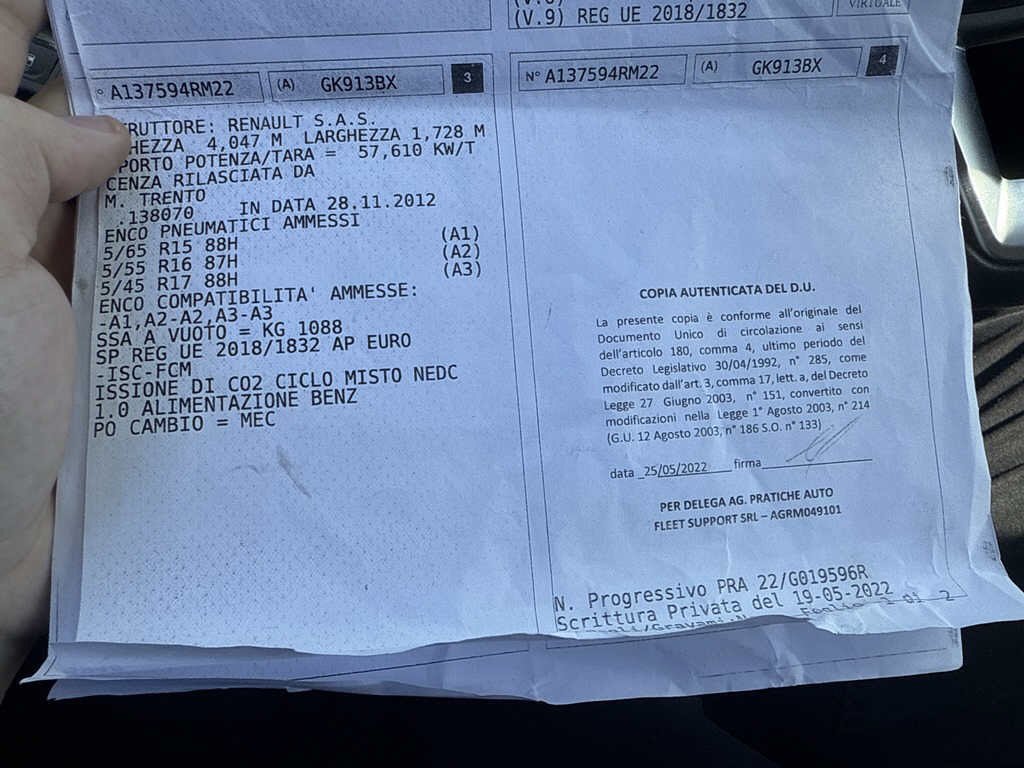 (V.9) REG UE 2018/1832
VIRTUALE
° A137594RM22 (A) GK913BX 3
RUTTORE: RENAULT S.A.S.
HEZZA 4,047 M LARGHEZZA 1,728 M
PORTO POTENZA/TARA = 57,610 KW/T
CENZA RILASCIATA DA
M. TRENTO
.138070 IN DATA 28.11.2012
ENCO PNEUMATICI AMMESSI
5/65 R15 88H (A1)
5/55 R16 87H (A2)
5/45 R17 88H (A3)
ENCO COMPATIBILITA' AMMESSE:
-A1,A2-A2,A3-A3
SSA A VUOTO = KG 1088
SP REG UE 2018/1832 AP EURO
-ISC-FCM
ISSIONE DI CO2 CICLO MISTO NEDC
1.0 ALIMENTAZIONE BENZ
PO CAMBIO = MEC
N° A137594RM22 (A) GK913BX 4
COPIA AUTENTICATA DEL D.U.
La presente copia è conforme all'originale del
Documento Unico di circolazione ai sensi
dell'articolo 180, comma 4, ultimo periodo del
Decreto Legislativo 30/04/1992, n° 285, come
modificato dall'art. 3, comma 17, lett. a, del Decreto
Legge 27 Giugno 2003, n° 151, convertito con
modificazioni nella Legge 1° Agosto 2003, n° 214
(G.U. 12 Agosto 2003, n° 186 S.O. n° 133)
data _25/05/2022____ firma
PER DELEGA AG. PRATICHE AUTO
FLEET SUPPORT SRL – AGRM049101
N. Progressivo PRA 22/G019596R
Scrittura Privata del 19-05-2022
Foglio 1 di 2